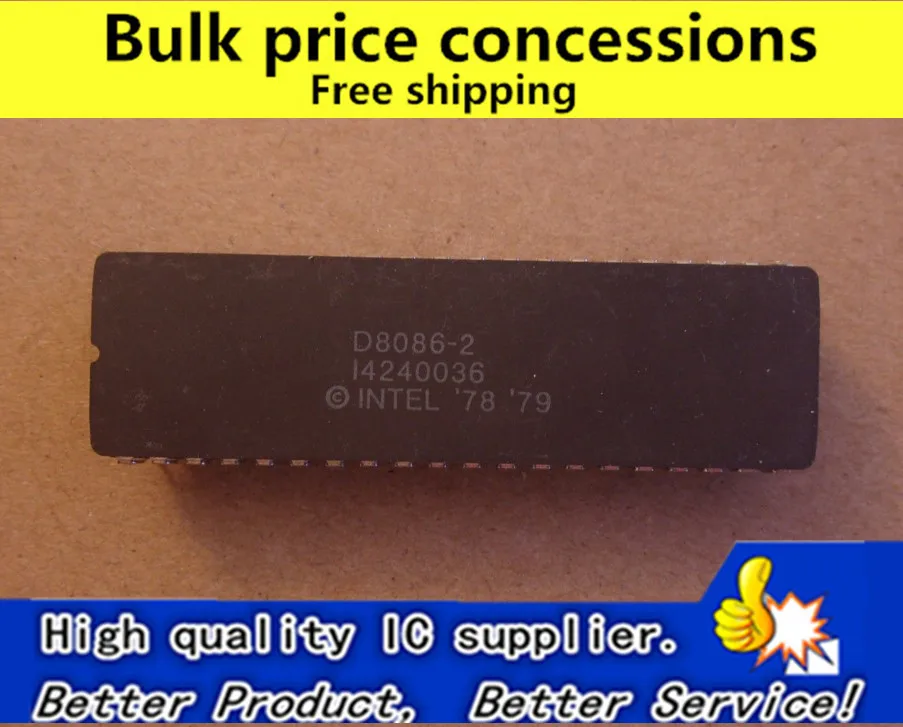 Bulk price concessions
Free shipping
D8086-2
I4240036
© INTEL '78 '79
High quality IC supplier.
Better Product, Better Service!